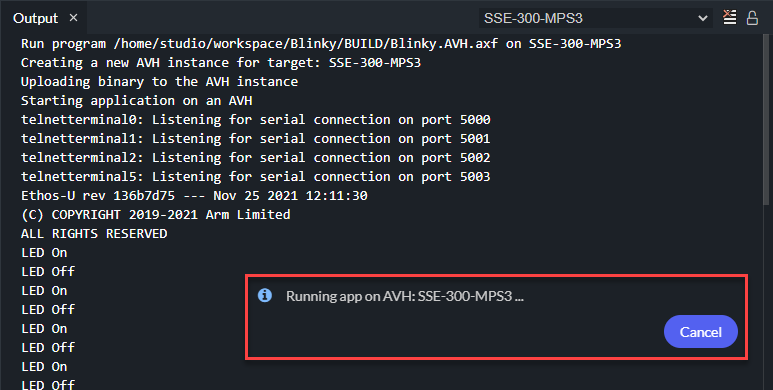 Output ×
SSE-300-MPS3
Run program /home/studio/workspace/Blinky/BUILD/Blinky.AVH.axf on SSE-300-MPS3
Creating a new AVH instance for target: SSE-300-MPS3
Uploading binary to the AVH instance
Starting application on an AVH
telnetterminal0: Listening for serial connection on port 5000
telnetterminal1: Listening for serial connection on port 5001
telnetterminal2: Listening for serial connection on port 5002
telnetterminal5: Listening for serial connection on port 5003
Ethos-U rev 136b7d75 --- Nov 25 2021 12:11:30
(C) COPYRIGHT 2019-2021 Arm Limited
ALL RIGHTS RESERVED
LED On
LED Off
LED On
LED Off
LED On
LED Off
LED On
LED Off
Running app on AVH: SSE-300-MPS3 ...
Cancel